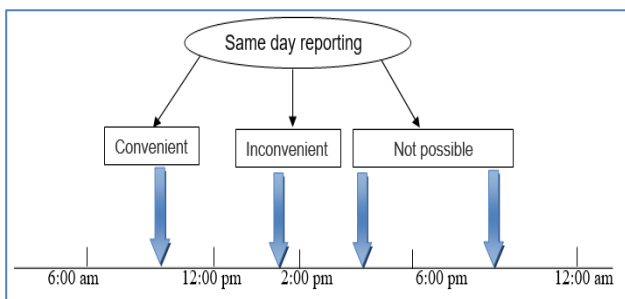 Same day reporting
Convenient
Inconvenient
Not possible
6:00 am
12:00 pm
2:00 pm
6:00 pm
12:00 am